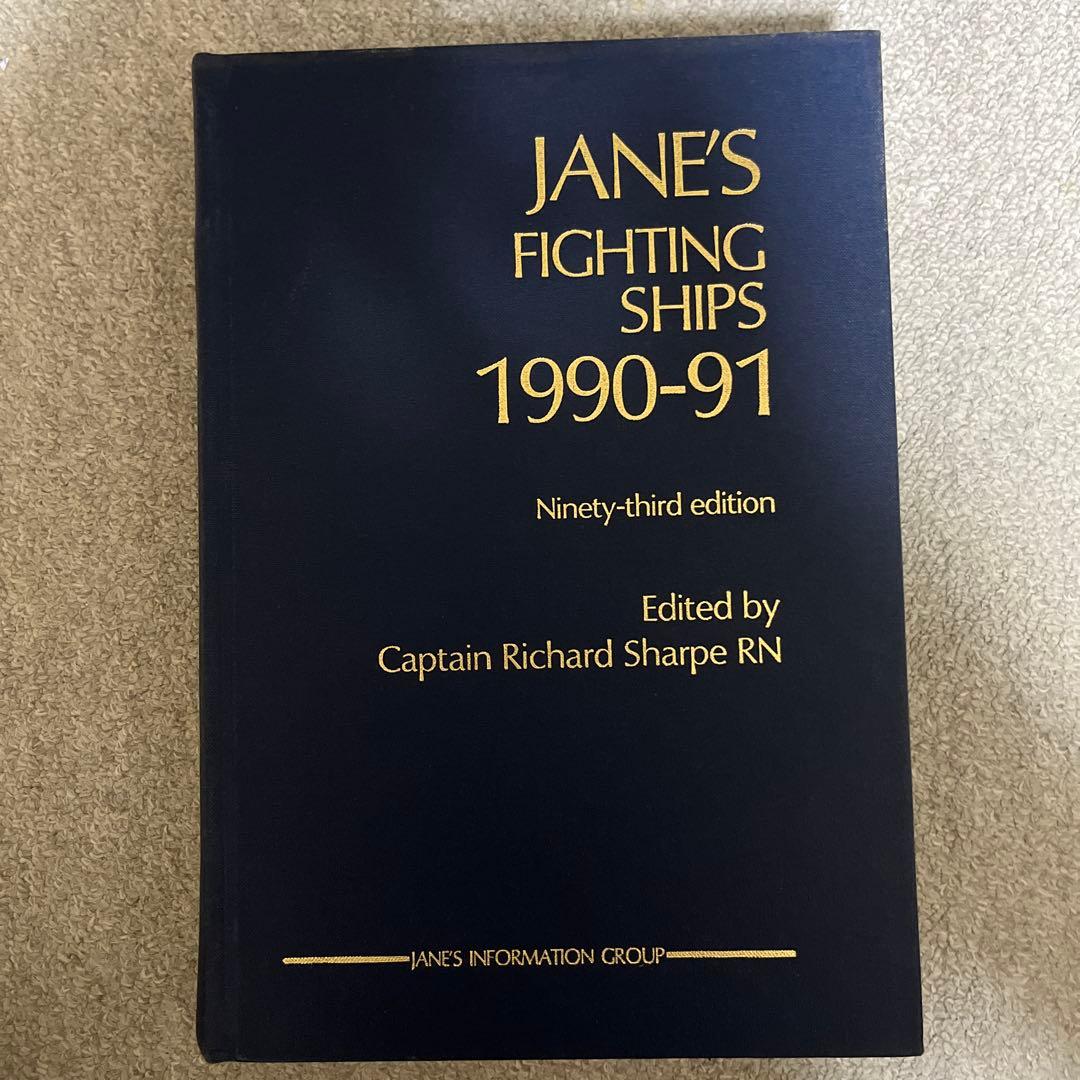 JANE'S
FIGHTING
SHIPS
1990-91
Ninety-third edition
Edited by
Captain Richard Sharpe RN
JANE'S INFORMATION GROUP